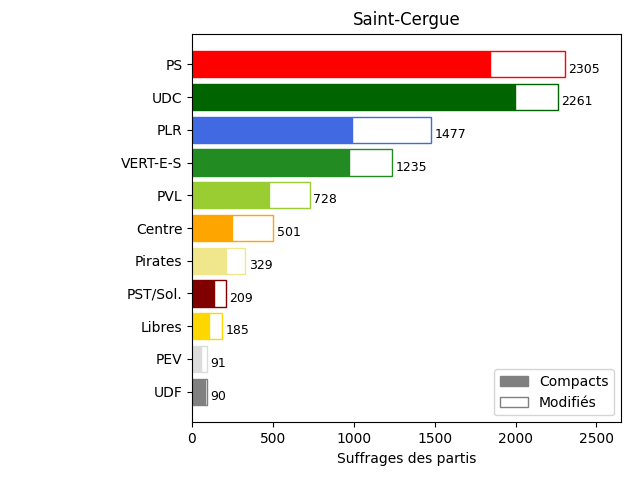 Saint-Cergue
PS 2305
UDC 2261
PLR 1477
VERT-E-S 1235
PVL 728
Centre 501
Pirates 329
PST/Sol. 209
Libres 185
PEV 91
UDF 90
Compacts
Modifiés
0 500 1000 1500 2000 2500
Suffrages des partis